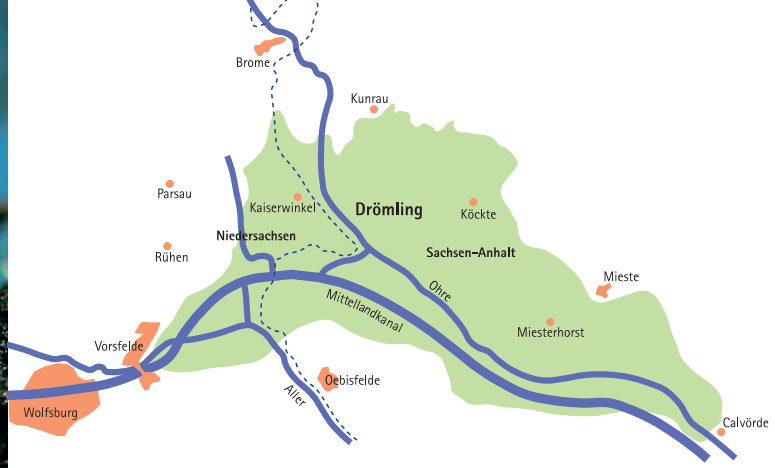 Brome
Kunrau
Parsau
Kaiserwinkel
Drömling
Köckte
Niedersachsen
Rühen
Sachsen-Anhalt
Mieste
Ohre
Mittellandkanal
Miesterhorst
Vorsfelde
Oebisfelde
Aller
Wolfsburg
Calvörde